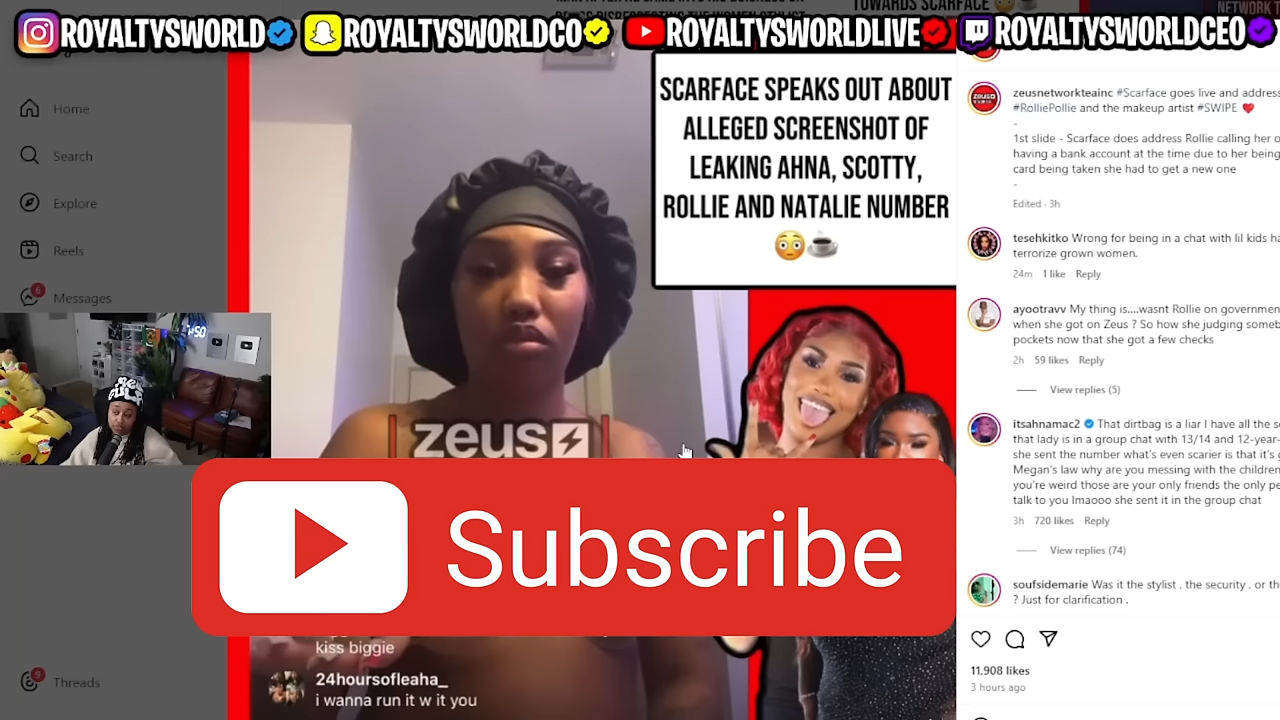 TOWARDS SCARFACE
NETWORK T
ROYALTYSWORLD
ROYALTYSWORLDCO
ROYALTYSWORLDLIVE
ROYALTYSWORLDCEO
Home
Search
Explore
Reels
6
Messages
9
Threads
SCARFACE SPEAKS OUT ABOUT
ALLEGED SCREENSHOT OF
LEAKING AHNA, SCOTTY,
ROLLIE AND NATALIE NUMBER
zeus
Subscribe
kiss biggie
24hoursofleaha_
i wanna run it w it you
zeusnetworkteainc #Scarface goes live and address
#RolliePollie and the makeup artist #SWIPE
-
1st slide - Scarface does address Rollie calling her o
having a bank account at the time due to her being
card being taken she had to get a new one
-
Edited · 3h
tesehkitko Wrong for being in a chat with lil kids ha
terrorize grown women.
24m 1 like Reply
ayootravv My thing is....wasnt Rollie on governmen
when she got on Zeus ? So how she judging someb
pockets now that she got a few checks
2h 59 likes Reply
View replies (5)
itsahnamac2 That dirtbag is a liar I have all the s
that lady is in a group chat with 13/14 and 12-year-
she sent the number what's even scarier is that it's g
Megan's law why are you messing with the children
you're weird those are your only friends the only pe
talk to you lmaooo she sent it in the group chat
3h 720 likes Reply
View replies (74)
soufsidemarie Was it the stylist , the security , or th
? Just for clarification .
11,908 likes
3 hours ago